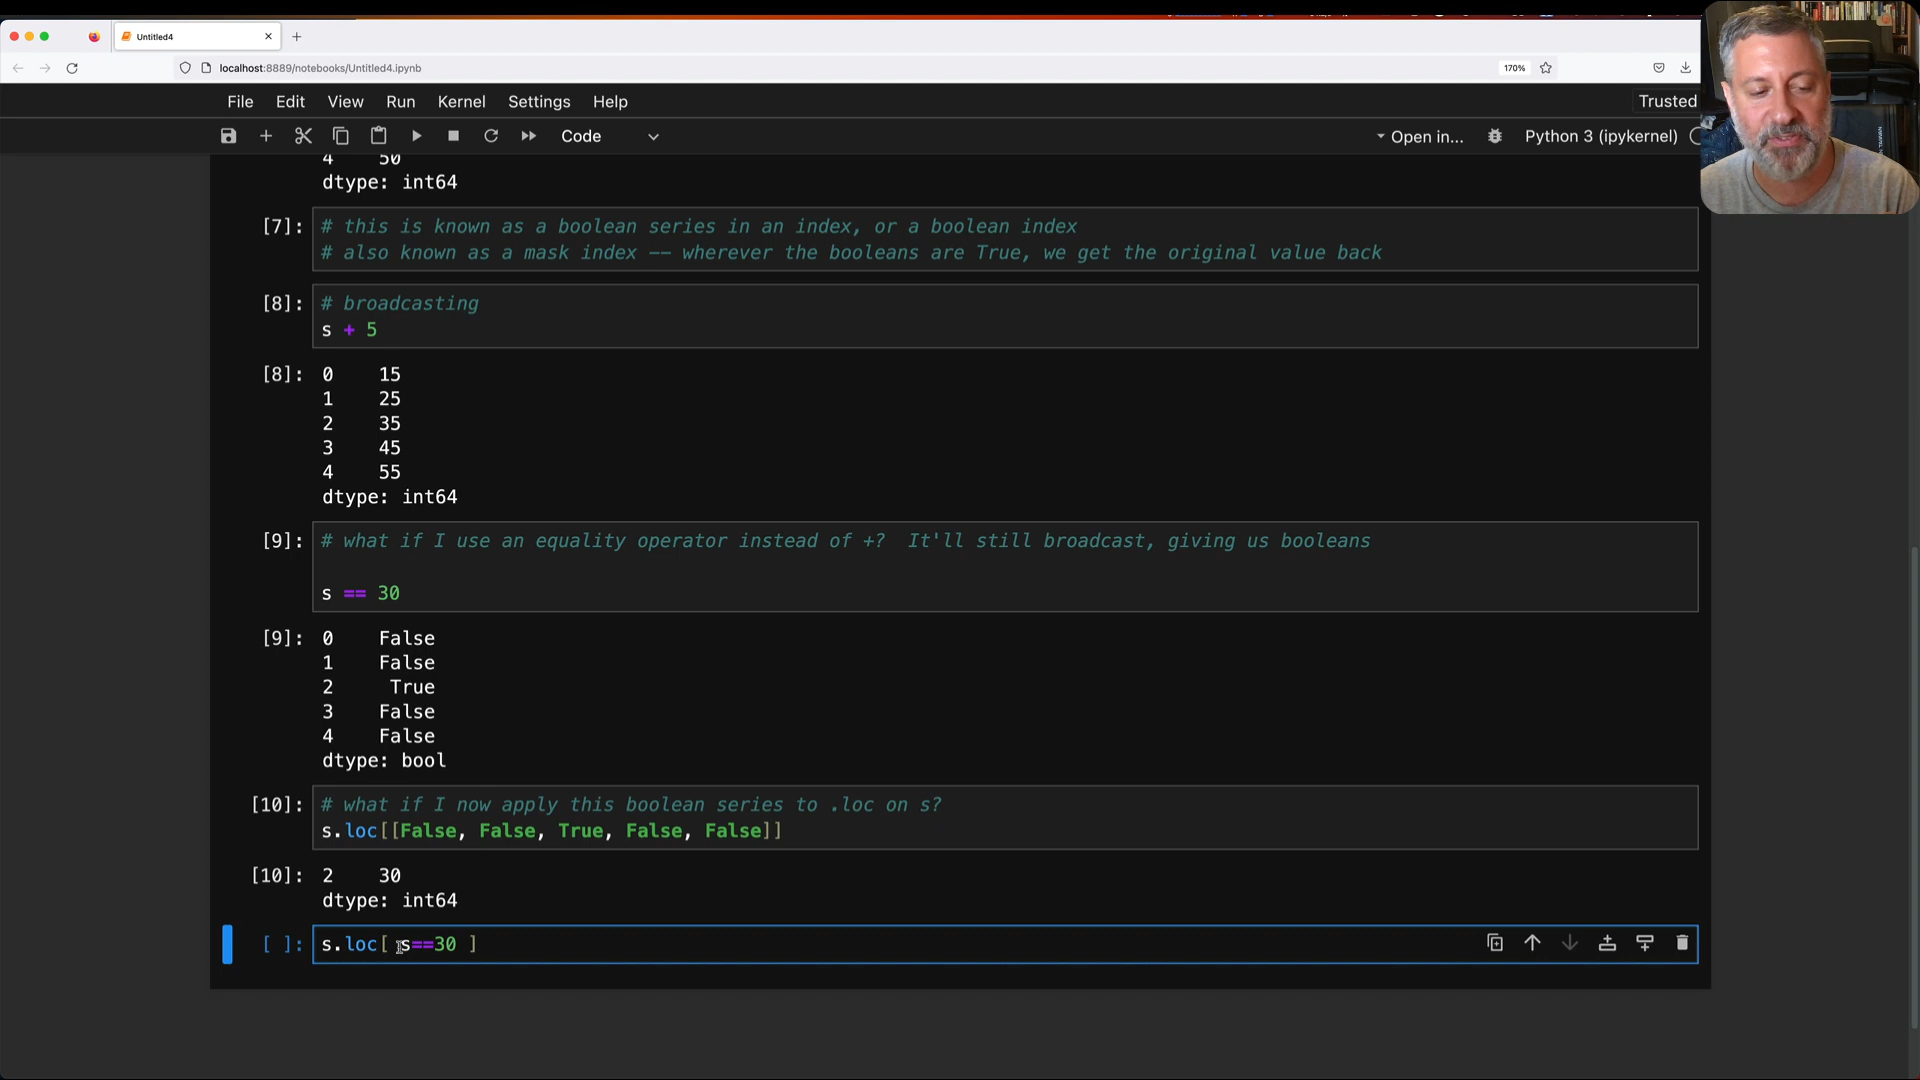 Untitled4
localhost:8889/notebooks/Untitled4.ipynb
170%
File Edit View Run Kernel Settings Help
Trusted
Code
Open in...
Python 3 (ipykernel)
4 50
dtype: int64
[7]: # this is known as a boolean series in an index, or a boolean index
# also known as a mask index -- wherever the booleans are True, we get the original value back
[8]: # broadcasting
s + 5
[8]: 0 15
1 25
2 35
3 45
4 55
dtype: int64
[9]: # what if I use an equality operator instead of +?  It'll still broadcast, giving us booleans
s == 30
[9]: 0 False
1 False
2 True
3 False
4 False
dtype: bool
[10]: # what if I now apply this boolean series to .loc on s?
s.loc[[False, False, True, False, False]]
[10]: 2 30
dtype: int64
[ ]: s.loc[ s==30 ]